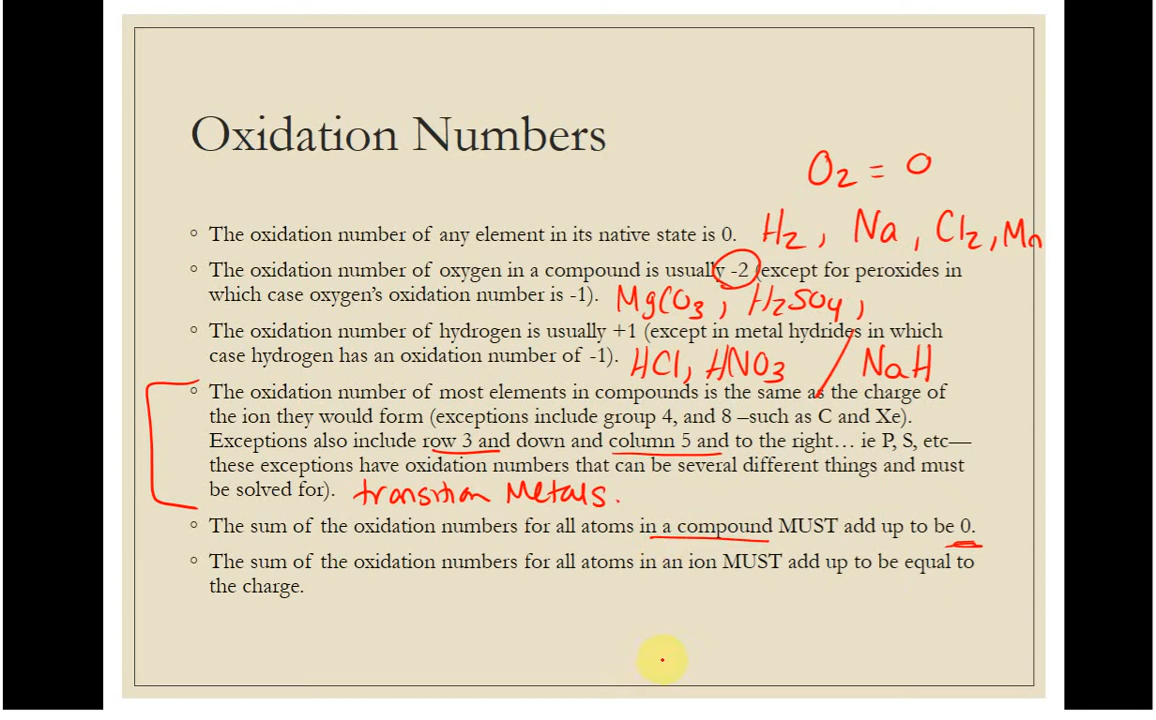 Oxidation Numbers
O2 = 0
◦ The oxidation number of any element in its native state is 0. H2, Na, Cl2, Mn
◦ The oxidation number of oxygen in a compound is usually -2 (except for peroxides in
which case oxygen's oxidation number is -1). MgCO3, H2SO4,
◦ The oxidation number of hydrogen is usually +1 (except in metal hydrides in which
case hydrogen has an oxidation number of -1). HCl, HNO3 / NaH
◦ The oxidation number of most elements in compounds is the same as the charge of
the ion they would form (exceptions include group 4, and 8 –such as C and Xe).
Exceptions also include row 3 and down and column 5 and to the right… ie P, S, etc—
these exceptions have oxidation numbers that can be several different things and must
be solved for). transition Metals.
◦ The sum of the oxidation numbers for all atoms in a compound MUST add up to be 0.
◦ The sum of the oxidation numbers for all atoms in an ion MUST add up to be equal to
the charge.